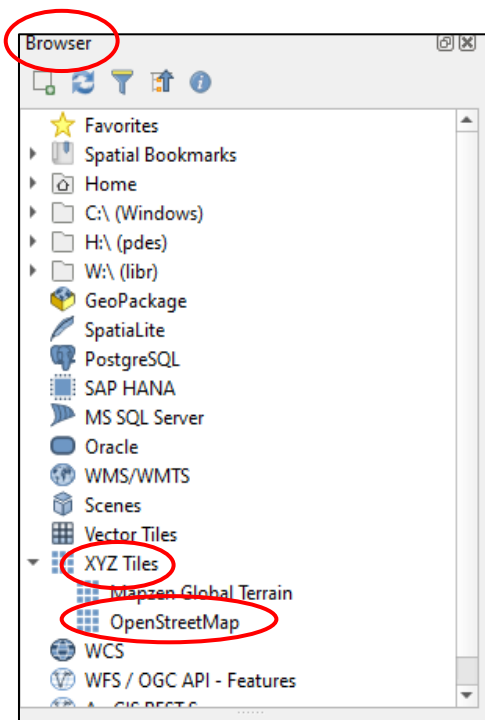 Browser
Favorites
Spatial Bookmarks
Home
C:\ (Windows)
H:\ (pdes)
W:\ (libr)
GeoPackage
SpatiaLite
PostgreSQL
SAP HANA
MS SQL Server
Oracle
WMS/WMTS
Scenes
Vector Tiles
XYZ Tiles
Mapzen Global Terrain
OpenStreetMap
WCS
WFS / OGC API - Features